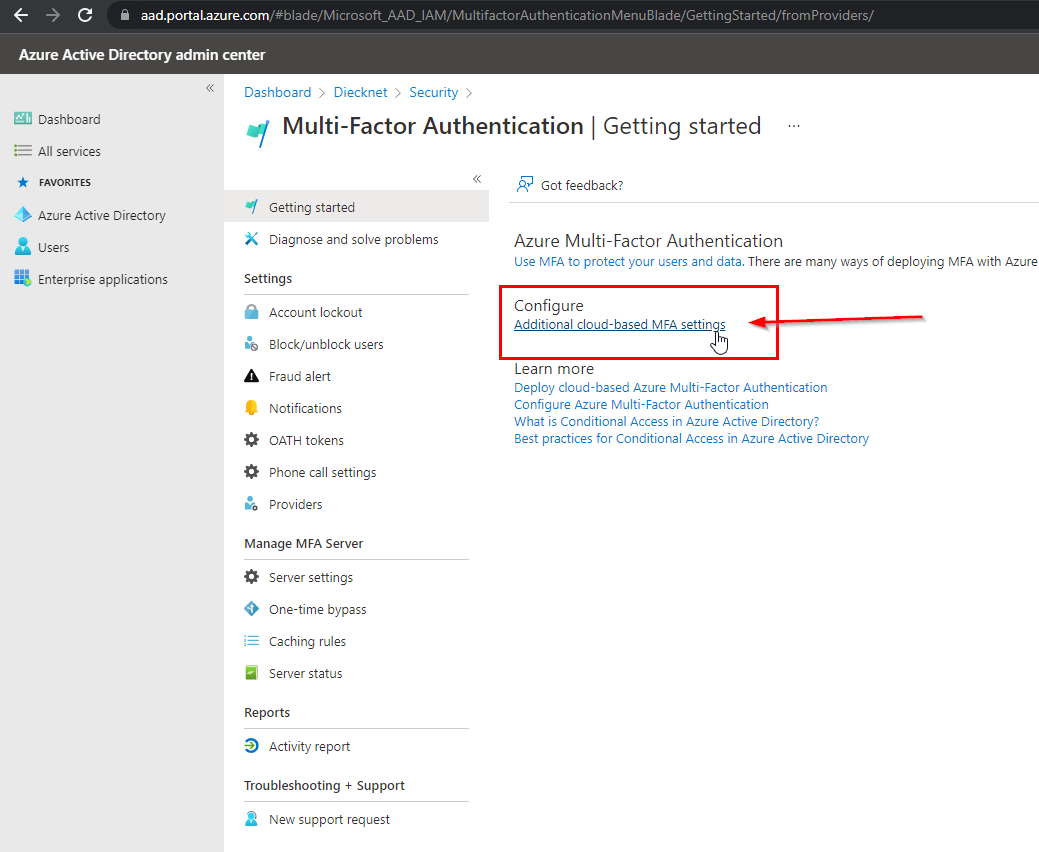 aad.portal.azure.com/#blade/Microsoft_AAD_IAM/MultifactorAuthenticationMenuBlade/GettingStarted/fromProviders/
Azure Active Directory admin center
«
Dashboard
All services
FAVORITES
Azure Active Directory
Users
Enterprise applications
Dashboard > Diecknet > Security >
Multi-Factor Authentication | Getting started ...
«
Getting started
Diagnose and solve problems
Settings
Account lockout
Block/unblock users
Fraud alert
Notifications
OATH tokens
Phone call settings
Providers
Manage MFA Server
Server settings
One-time bypass
Caching rules
Server status
Reports
Activity report
Troubleshooting + Support
New support request
Got feedback?
Azure Multi-Factor Authentication
Use MFA to protect your users and data. There are many ways of deploying MFA with Azure
Configure
Additional cloud-based MFA settings
Learn more
Deploy cloud-based Azure Multi-Factor Authentication
Configure Azure Multi-Factor Authentication
What is Conditional Access in Azure Active Directory?
Best practices for Conditional Access in Azure Active Directory